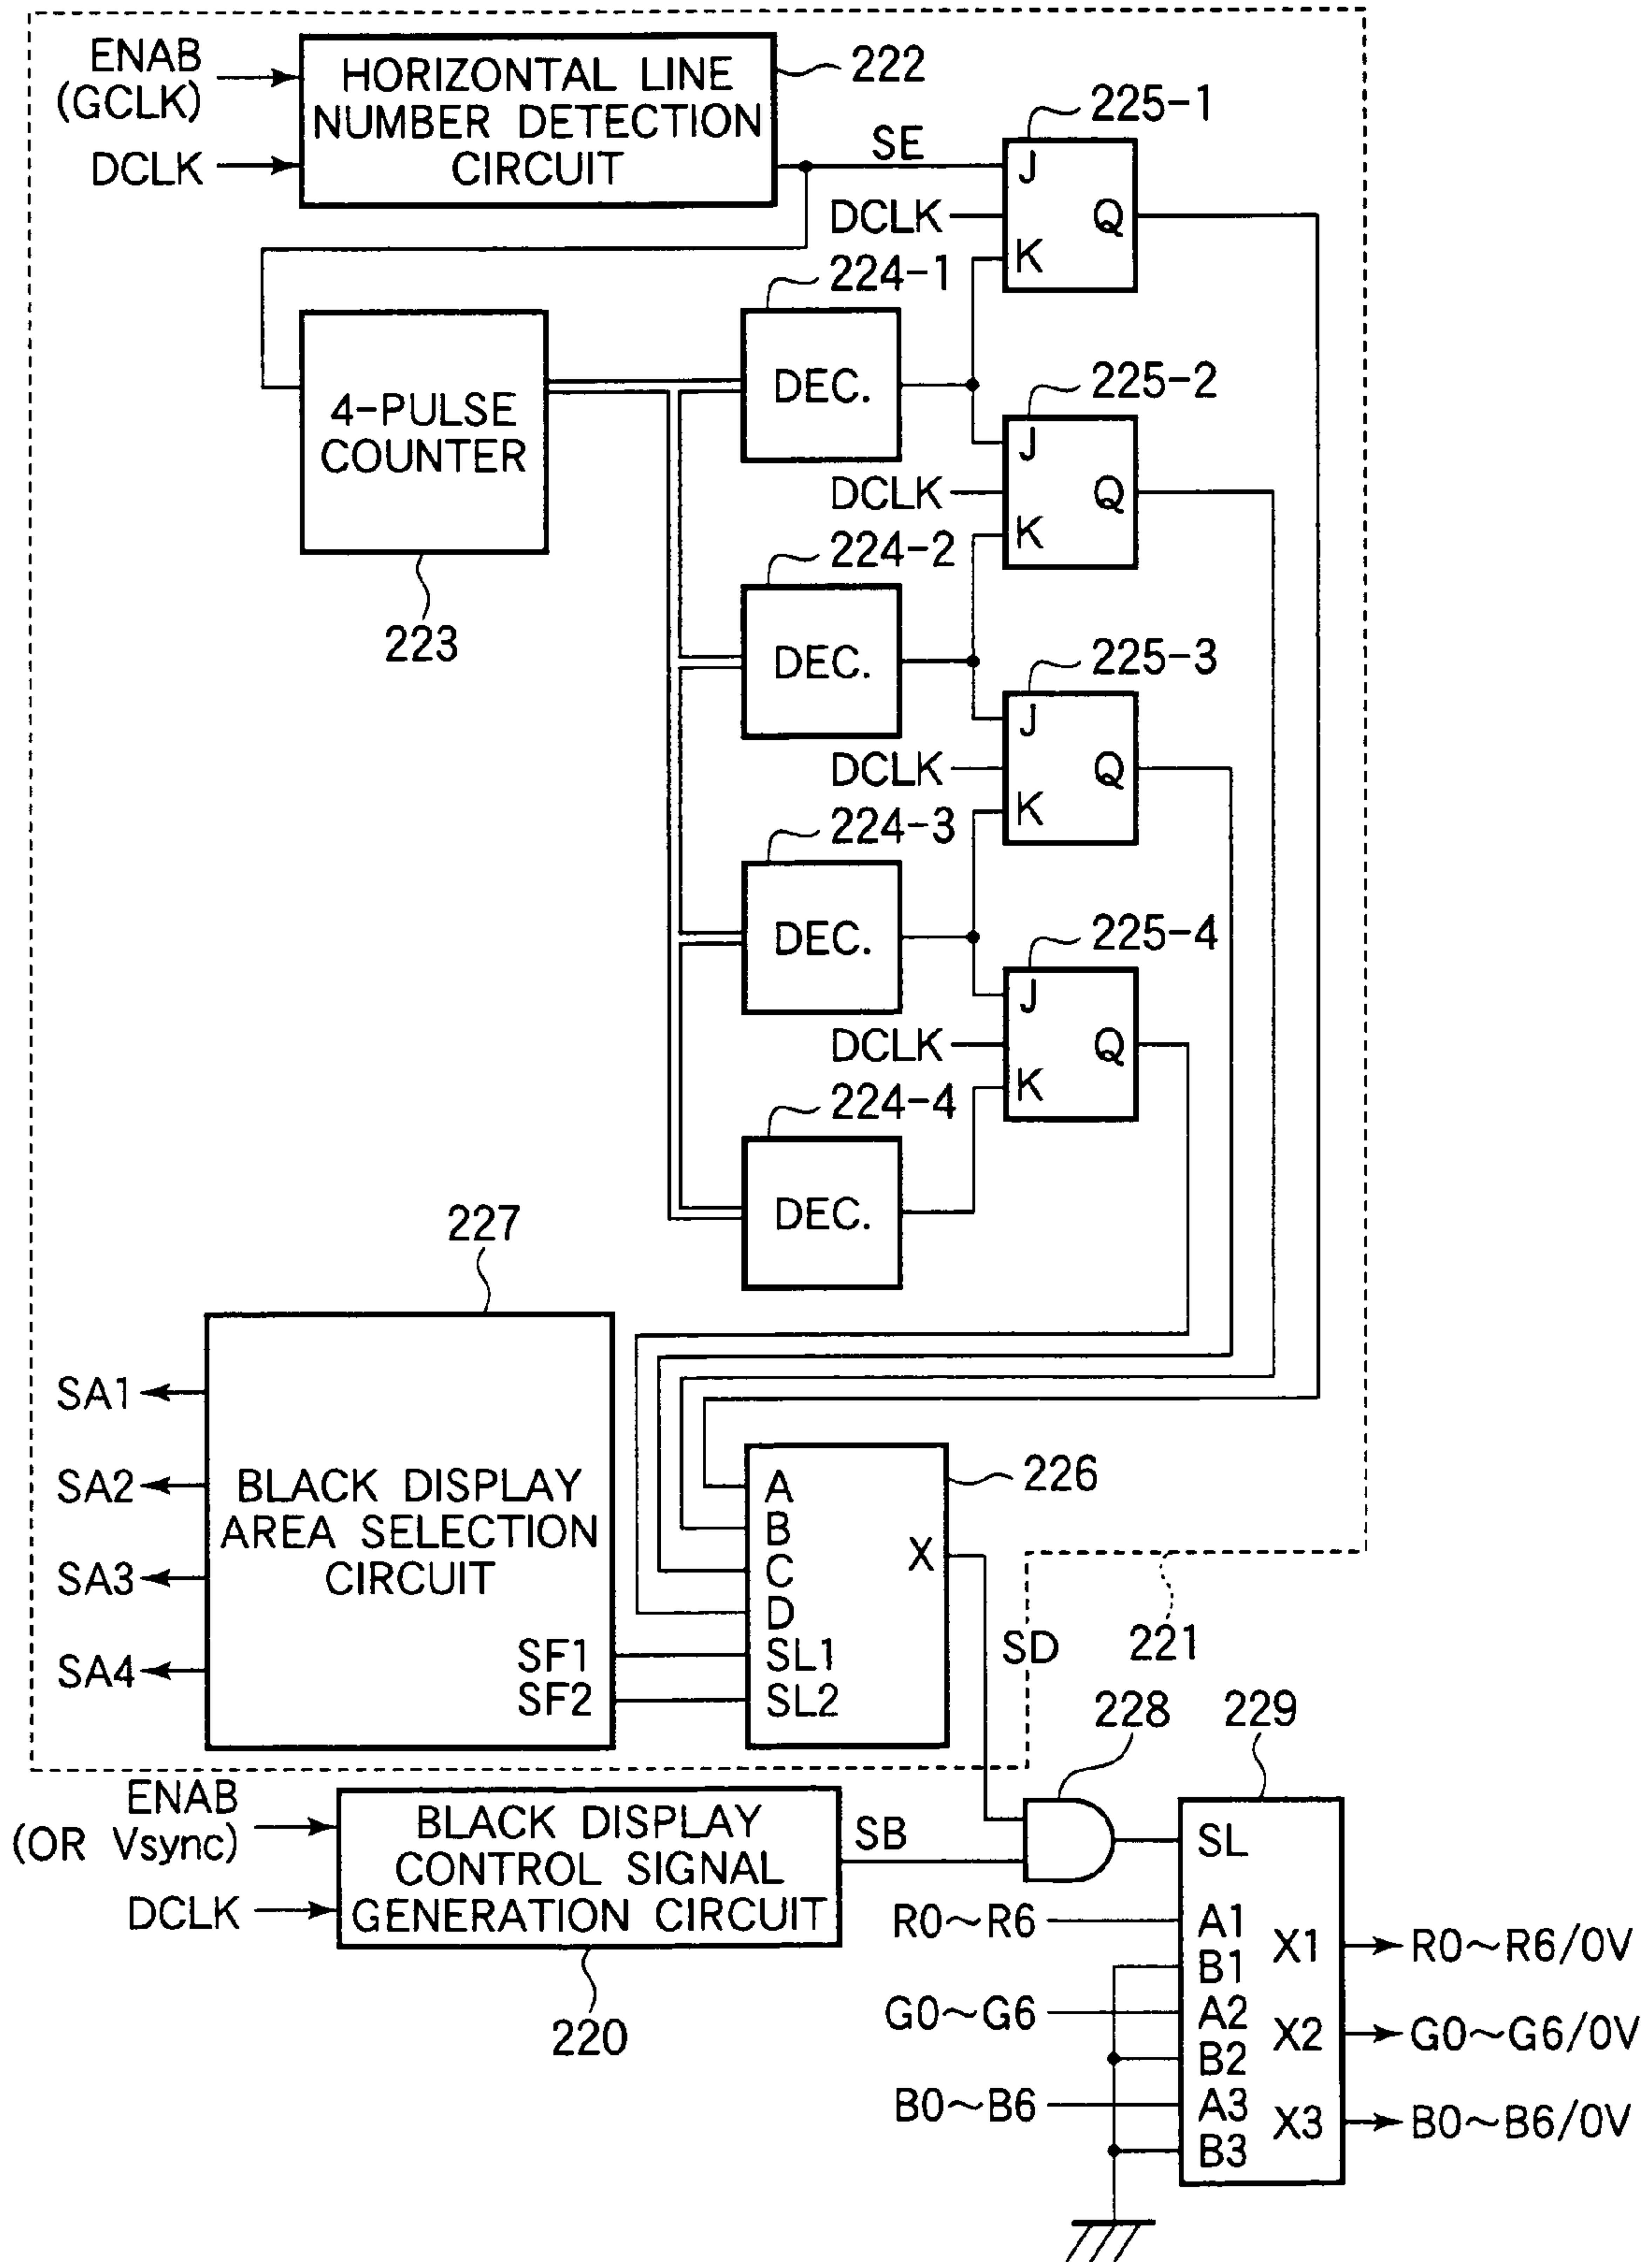 ENAB
(GCLK)
DCLK
HORIZONTAL LINE
NUMBER DETECTION
CIRCUIT
222
SE
225-1
J
DCLK
Q
K
224-1
4-PULSE
COUNTER
223
DEC.
225-2
J
DCLK
Q
K
224-2
DEC.
225-3
J
DCLK
Q
K
224-3
DEC.
225-4
J
DCLK
Q
K
224-4
DEC.
227
SA1
SA2
SA3
SA4
BLACK DISPLAY
AREA SELECTION
CIRCUIT
SF1
SF2
226
A
B
C
D
SL1
SL2
X
SD
221
228
229
ENAB
(OR Vsync)
DCLK
BLACK DISPLAY
CONTROL SIGNAL
GENERATION CIRCUIT
220
SB
SL
R0~R6
A1
B1
G0~G6
A2
B2
B0~B6
A3
B3
X1
X2
X3
R0~R6/0V
G0~G6/0V
B0~B6/0V